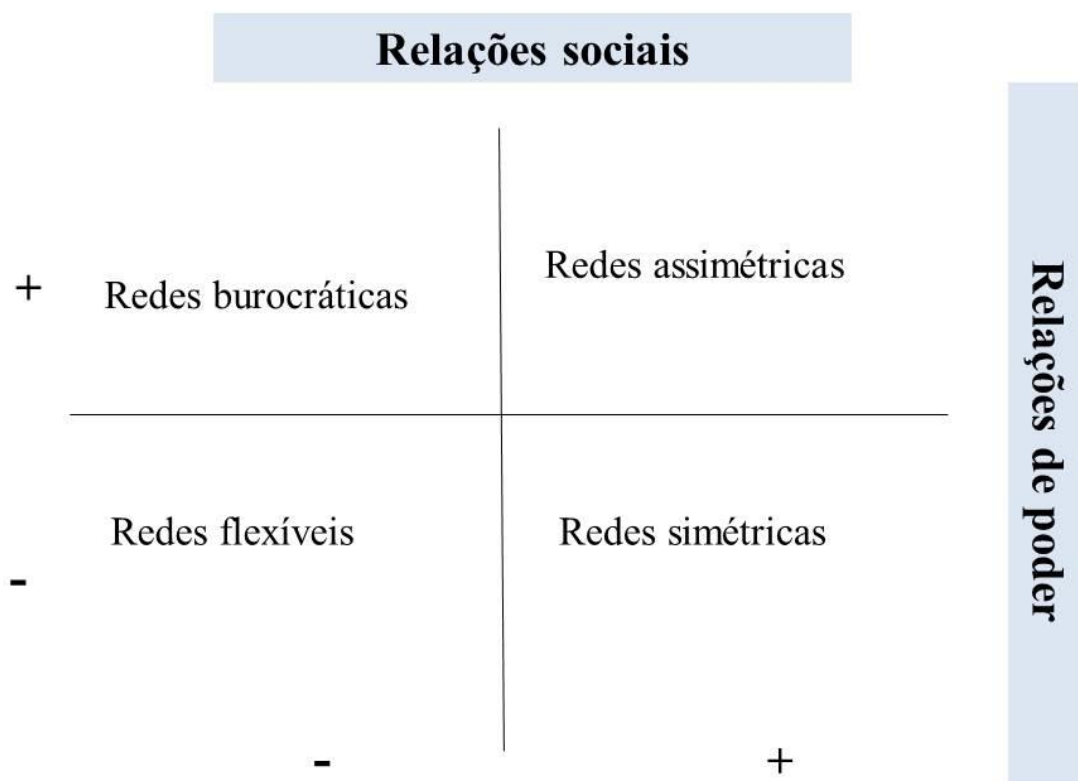 Relações sociais
Redes assimétricas
+
Redes burocráticas
Relações de poder
Redes flexíveis
Redes simétricas
-
-
+